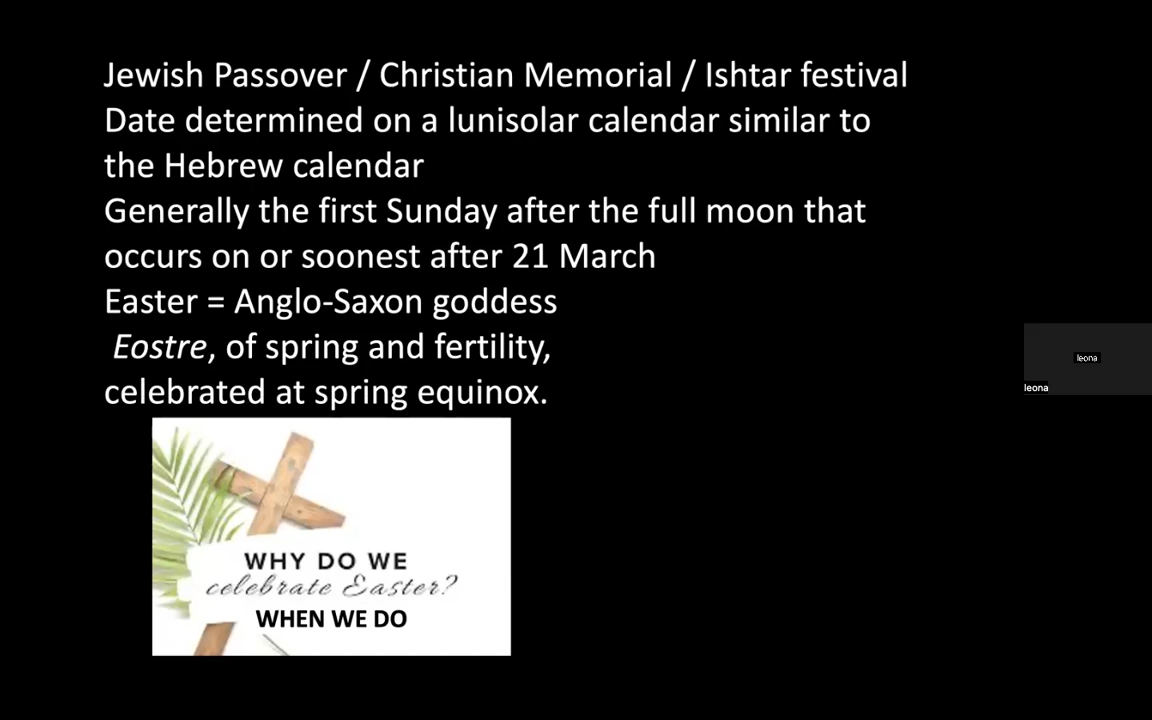 Jewish Passover / Christian Memorial / Ishtar festival
Date determined on a lunisolar calendar similar to
the Hebrew calendar
Generally the first Sunday after the full moon that
occurs on or soonest after 21 March
Easter = Anglo-Saxon goddess
Eostre, of spring and fertility,
celebrated at spring equinox.
WHY DO WE
celebrate Easter?
WHEN WE DO
leona
leona